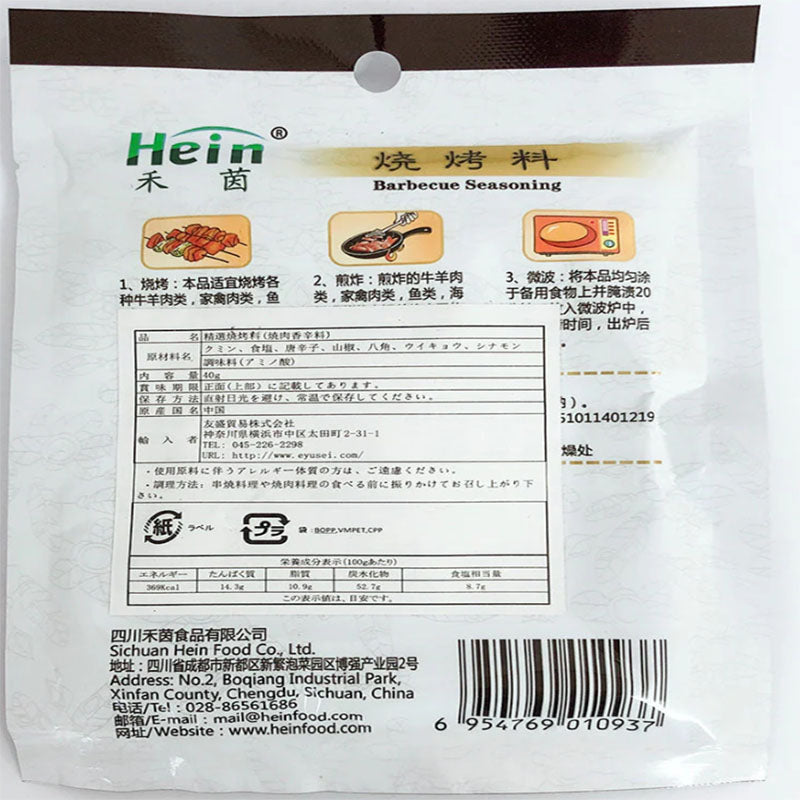 Hein®
禾茵
烧烤料
Barbecue Seasoning
1、烧烤：本品适宜烧烤各
种牛羊肉类，家禽肉类，鱼
2、煎炸：煎炸的牛羊肉
类，家禽肉类，鱼类，海
3、微波：将本品均匀涂
于备用食物上并腌渍20
入微波炉中，
时间，出炉后
）。
51011401219
燥处
品名 精選焼烤料(焼肉香辛料)
原材料名 クミン、食塩、唐辛子、山椒、八角、ウイキョウ、シナモン
調味料(アミノ酸)
内容量 40g
賞味期限 正面(上部)に記載してあります。
保存方法 直射日光を避け、常温で保存してください。
原産国名 中国
輸入者 友盛貿易株式会社
神奈川県横浜市中区太田町2-31-1
TEL: 045-226-2298
URL: http://www.eyusei.com/
・使用原料に伴うアレルギー体質の方は、ご遠慮ください。
・調理方法：串焼料理や焼肉料理の食べる前に振りかけてお召し上がり下
さい。
紙 ラベル プラ 袋:BOPP,VMPET,CPP
栄養成分表示(100gあたり)
エネルギー たんぱく質 脂質 炭水化物 食塩相当量
369Kcal 14.3g 10.9g 52.7g 8.7g
この表示値は、目安です。
四川禾茵食品有限公司
Sichuan Hein Food Co., Ltd.
地址：四川省成都市新都区新繁泡菜园区博强产业园2号
Address: No.2, Boqiang Industrial Park,
Xinfan County, Chengdu, Sichuan, China
电话/Tel：028-86561686
邮箱/E-mail：mail@heinfood.com
网址/Website：www.heinfood.com
6 954769 010937